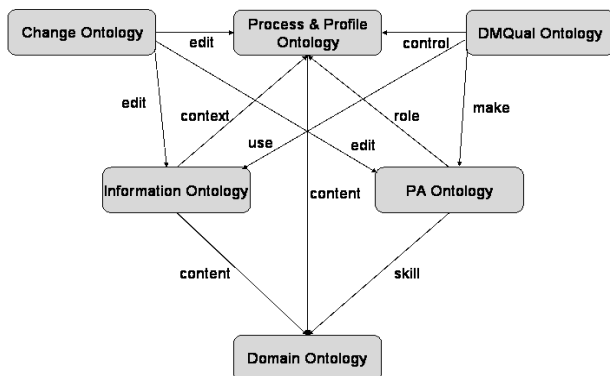 Change Ontology
edit
Process & Profile
Ontology
control
DMQual Ontology
edit
context
use
edit
role
make
Information Ontology
content
PA Ontology
content
skill
Domain Ontology